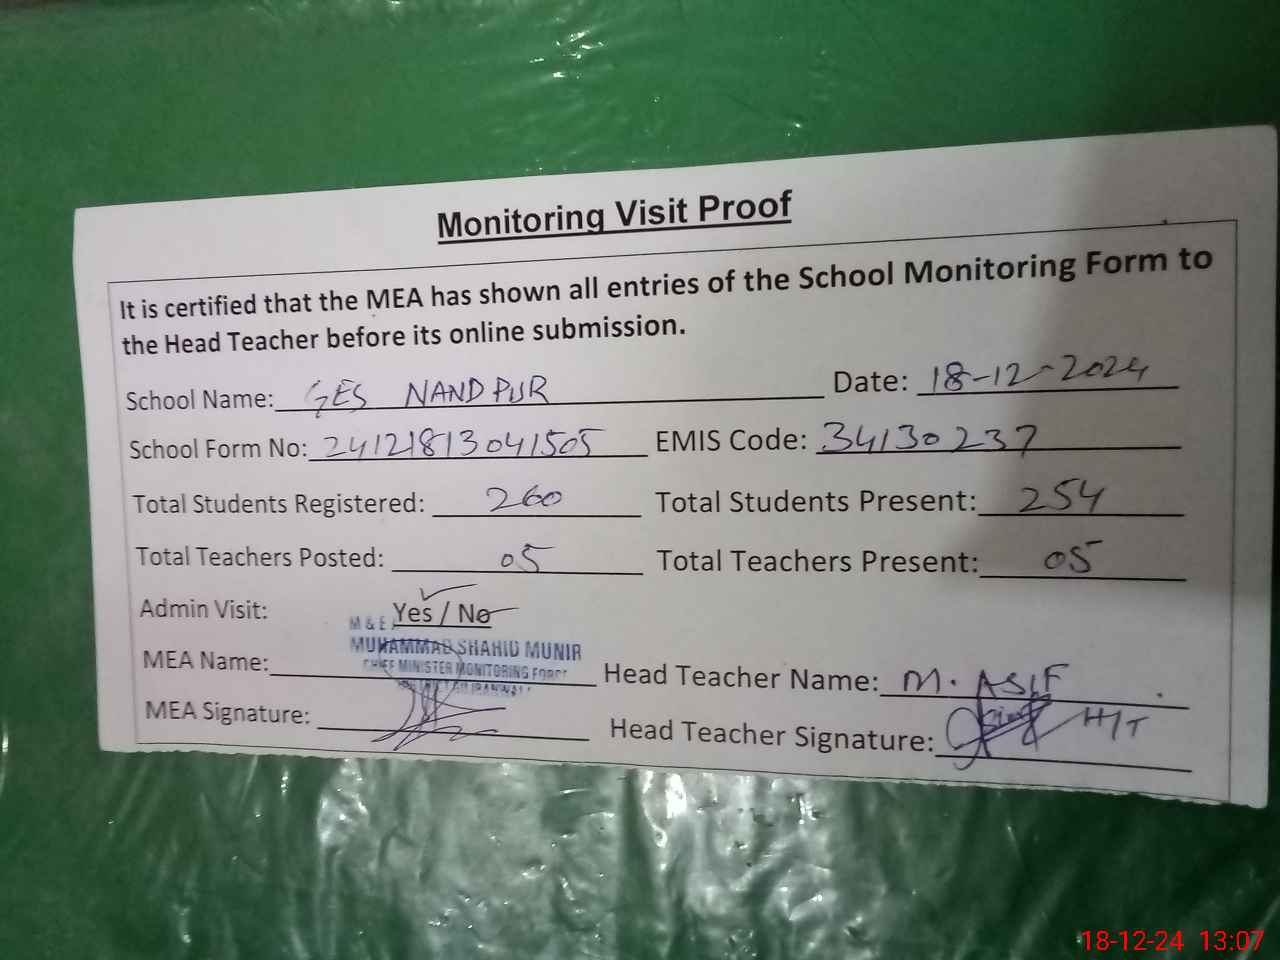 Monitoring Visit Proof
It is certified that the MEA has shown all entries of the School Monitoring Form to
the Head Teacher before its online submission.
School Name: GES NANDPUR Date: 18-12-2024
School Form No: 24121813041505 EMIS Code: 34130237
Total Students Registered: 260 Total Students Present: 254
Total Teachers Posted: 05 Total Teachers Present: 05
Admin Visit: Yes / No
M & E
MUHAMMAD SHAHID MUNIR
CHIEF MINISTER MONITORING FORCE
MEA Name: Head Teacher Name: M. ASIF
MEA Signature: Head Teacher Signature: H/T
18-12-24 13:07